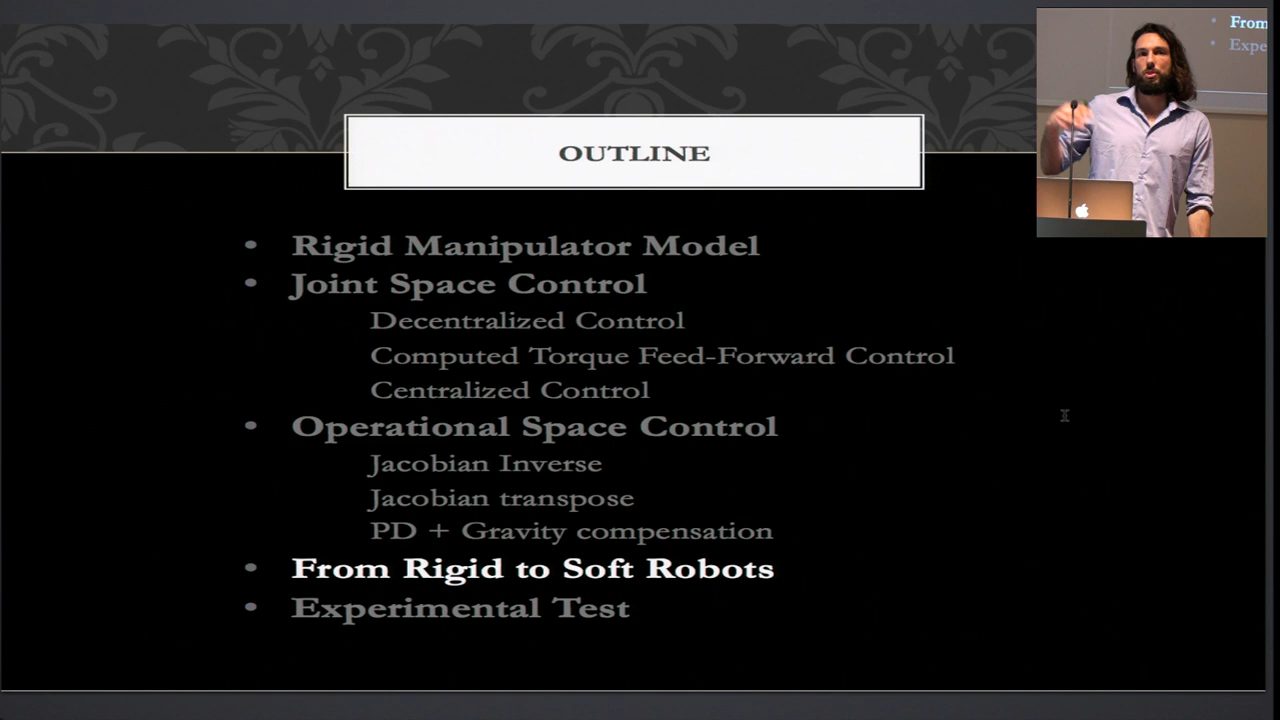 OUTLINE
• Rigid Manipulator Model
• Joint Space Control
Decentralized Control
Computed Torque Feed-Forward Control
Centralized Control
• Operational Space Control
Jacobian Inverse
Jacobian transpose
PD + Gravity compensation
• From Rigid to Soft Robots
• Experimental Test
• From
• Expe